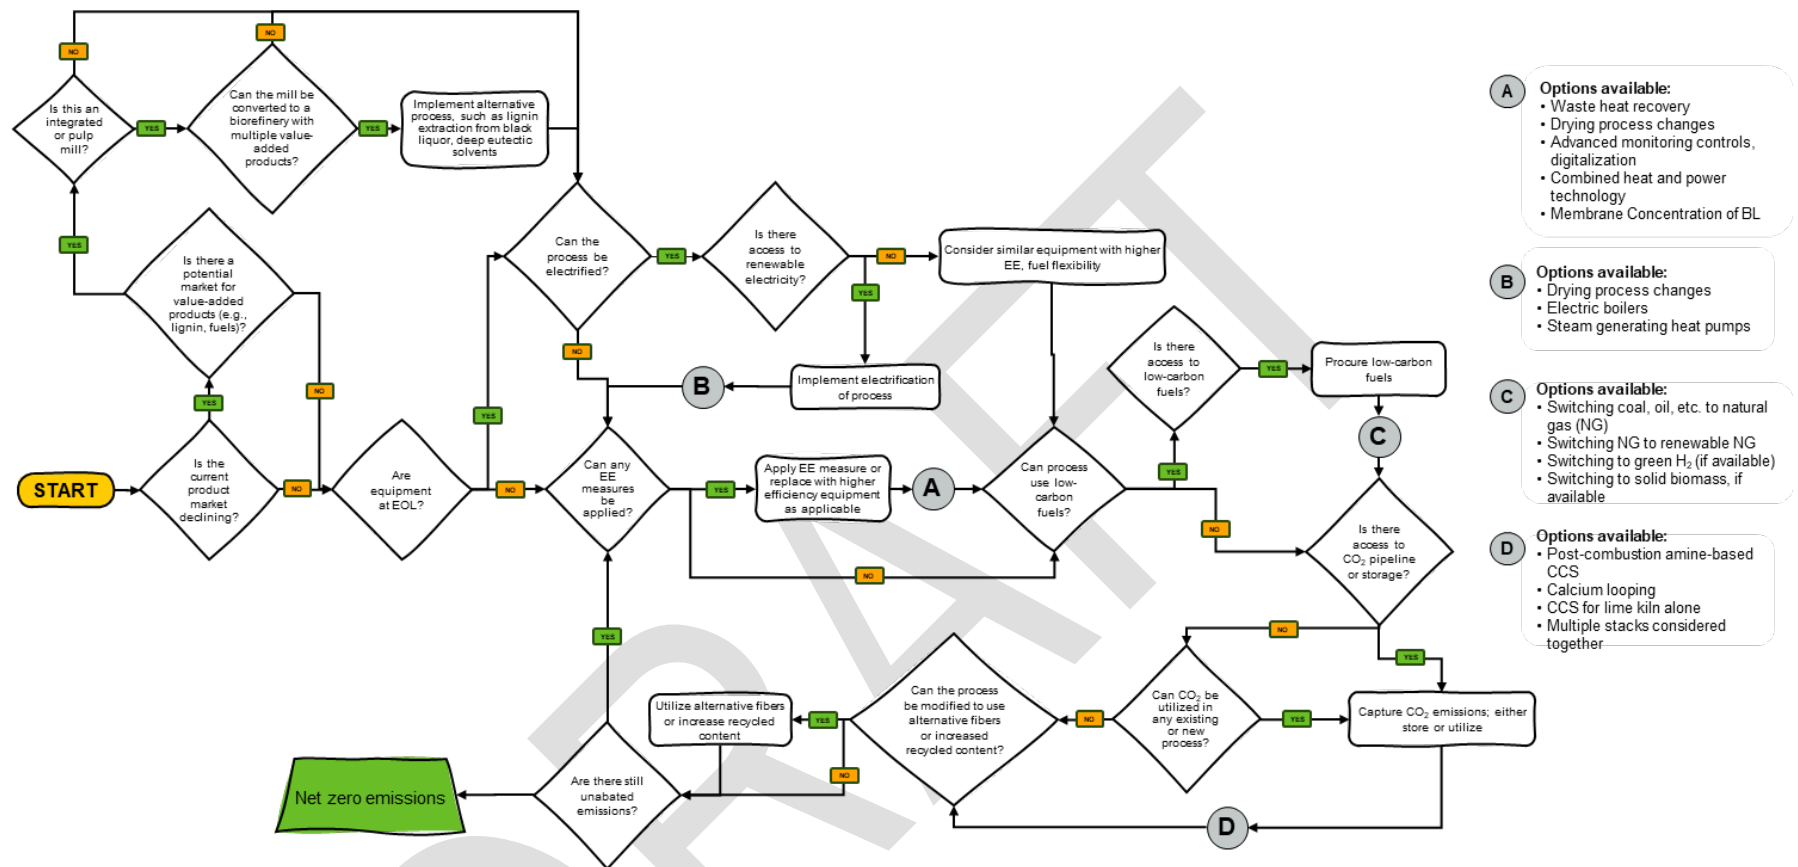 NO
NO
Is this an
integrated
or pulp
mill?
YES
Can the mill be
converted to a
biorefinery with
multiple value-
added
products?
YES
Implement alternative
process, such as lignin
extraction from black
liquor, deep eutectic
solvents
YES
Is there a
potential
market for
value-added
products (e.g.,
lignin, fuels)?
NO
YES
START
Is the
current
product
market
declining?
NO
Are
equipment
at EOL?
YES
NO
Can the
process be
electrified?
YES
NO
Is there
access to
renewable
electricity?
NO
YES
Consider similar equipment with higher
EE, fuel flexibility
Implement electrification
of process
B
Can any
EE
measures
be
applied?
YES
NO
Apply EE measure or
replace with higher
efficiency equipment
as applicable
A
Can process
use low-
carbon
fuels?
YES
NO
Is there
access to
low-carbon
fuels?
YES
Procure low-carbon
fuels
C
Is there
access to
CO₂ pipeline
or storage?
NO
YES
Can CO₂ be
utilized in
any existing
or new
process?
YES
NO
Capture CO₂ emissions; either
store or utilize
D
Can the process
be modified to use
alternative fibers
or increased
recycled content?
YES
NO
Utilize alternative fibers
or increase recycled
content
Are there still
unabated
emissions?
YES
Net zero emissions
A
Options available:
• Waste heat recovery
• Drying process changes
• Advanced monitoring controls,
digitalization
• Combined heat and power
technology
• Membrane Concentration of BL
B
Options available:
• Drying process changes
• Electric boilers
• Steam generating heat pumps
C
Options available:
• Switching coal, oil, etc. to natural
gas (NG)
• Switching NG to renewable NG
• Switching to green H₂ (if available)
• Switching to solid biomass, if
available
D
Options available:
• Post-combustion amine-based
CCS
• Calcium looping
• CCS for lime kiln alone
• Multiple stacks considered
together
DRAFT